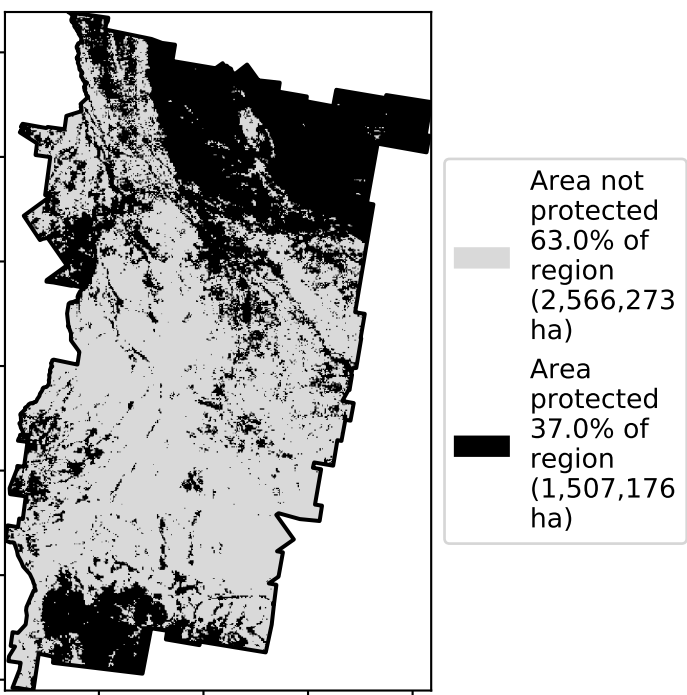 Area not
protected
63.0% of
region
(2,566,273
ha)
Area
protected
37.0% of
region
(1,507,176
ha)